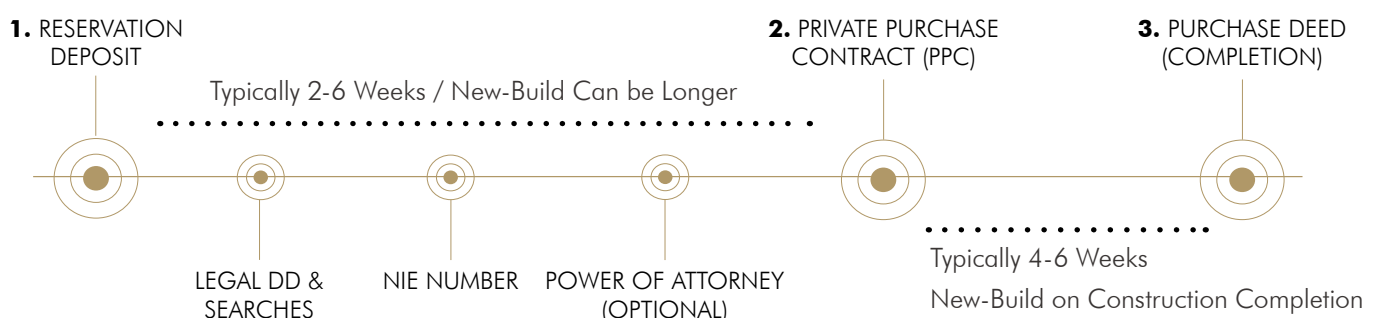 1. RESERVATION
DEPOSIT
Typically 2-6 Weeks / New-Build Can be Longer
2. PRIVATE PURCHASE
CONTRACT (PPC)
3. PURCHASE DEED
(COMPLETION)
LEGAL DD &
SEARCHES
NIE NUMBER
POWER OF ATTORNEY
(OPTIONAL)
Typically 4-6 Weeks
New-Build on Construction Completion